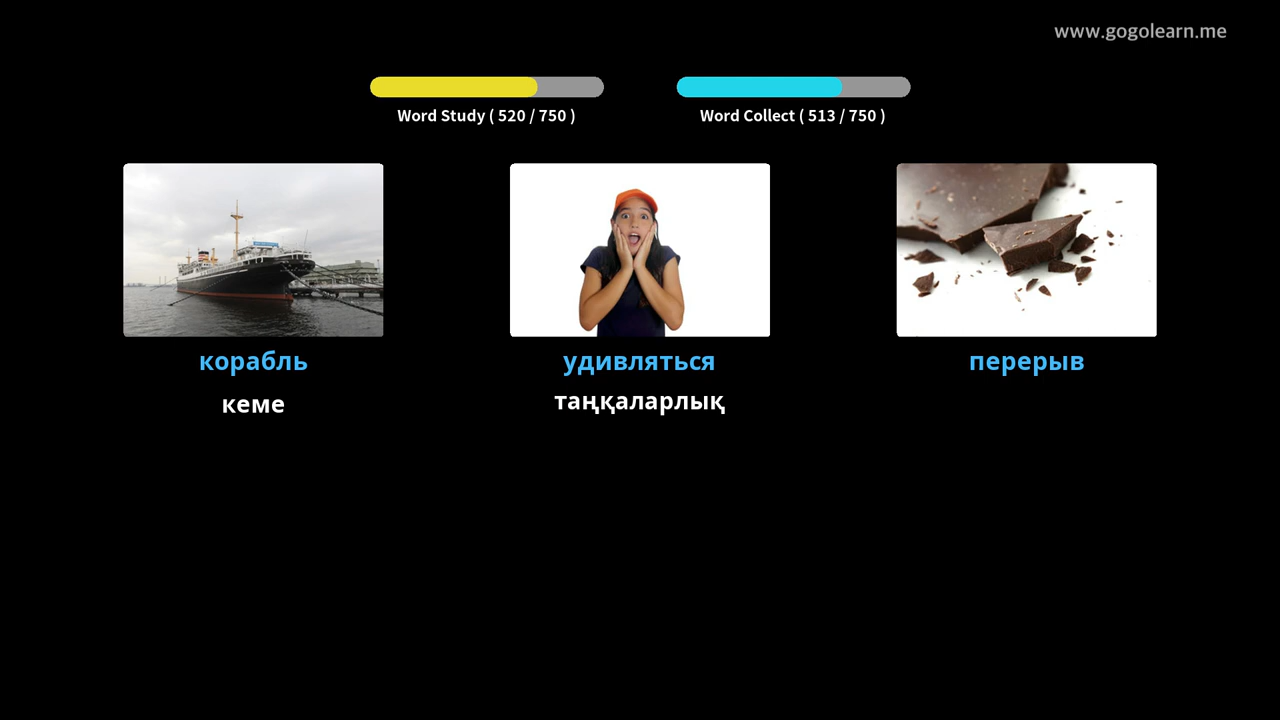 www.gogolearn.me
Word Study ( 520 / 750 )
Word Collect ( 513 / 750 )
корабль
удивляться
перерыв
кеме
таңқаларлық